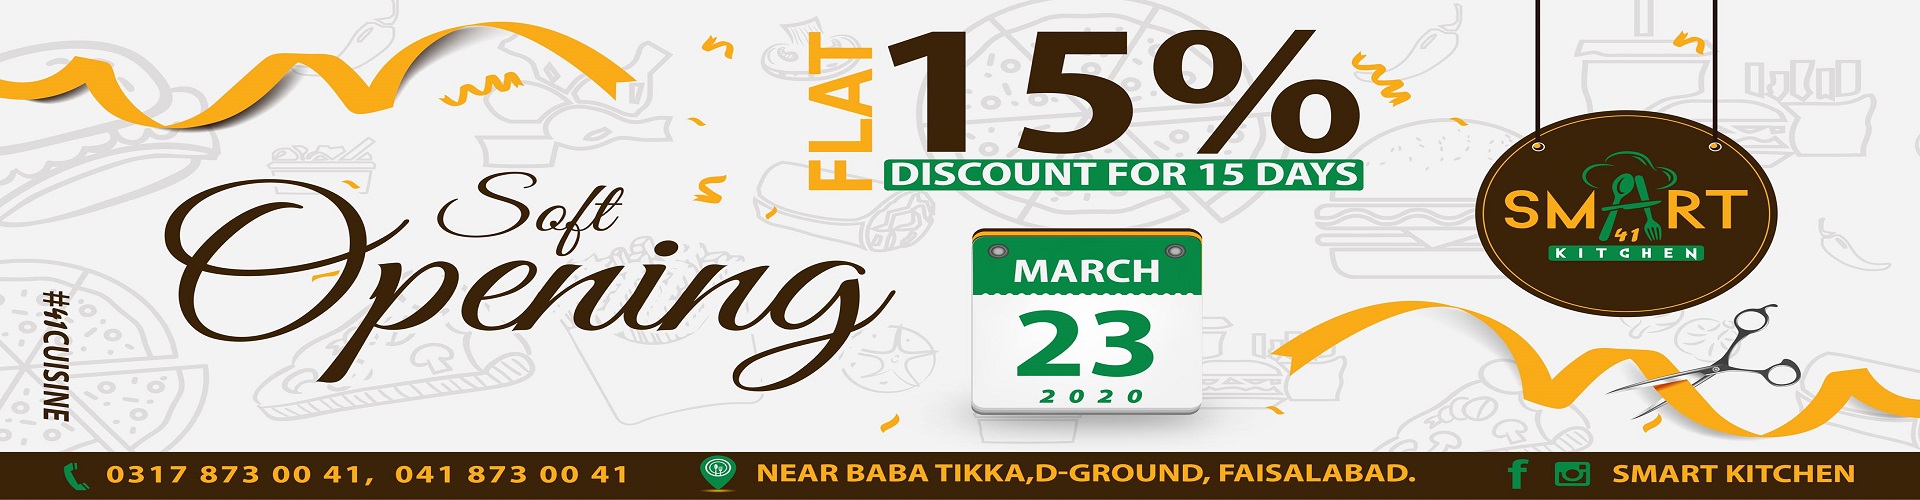 FLAT
15%
DISCOUNT FOR 15 DAYS
Soft
Opening
MARCH
23
2020
SMART
41
KITCHEN
#41CUISINE
0317 873 00 41, 041 873 00 41
NEAR BABA TIKKA,D-GROUND, FAISALABAD.
SMART KITCHEN